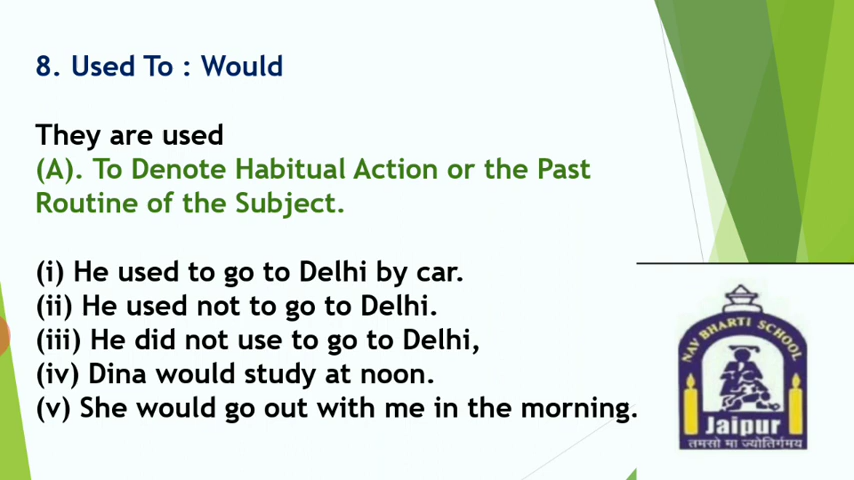 8. Used To : Would
They are used
(A). To Denote Habitual Action or the Past
Routine of the Subject.
(i) He used to go to Delhi by car.
(ii) He used not to go to Delhi.
(iii) He did not use to go to Delhi,
(iv) Dina would study at noon.
(v) She would go out with me in the morning.
NAV BHARTI SCHOOL
Jaipur
तमसो मा ज्योतिर्गमय